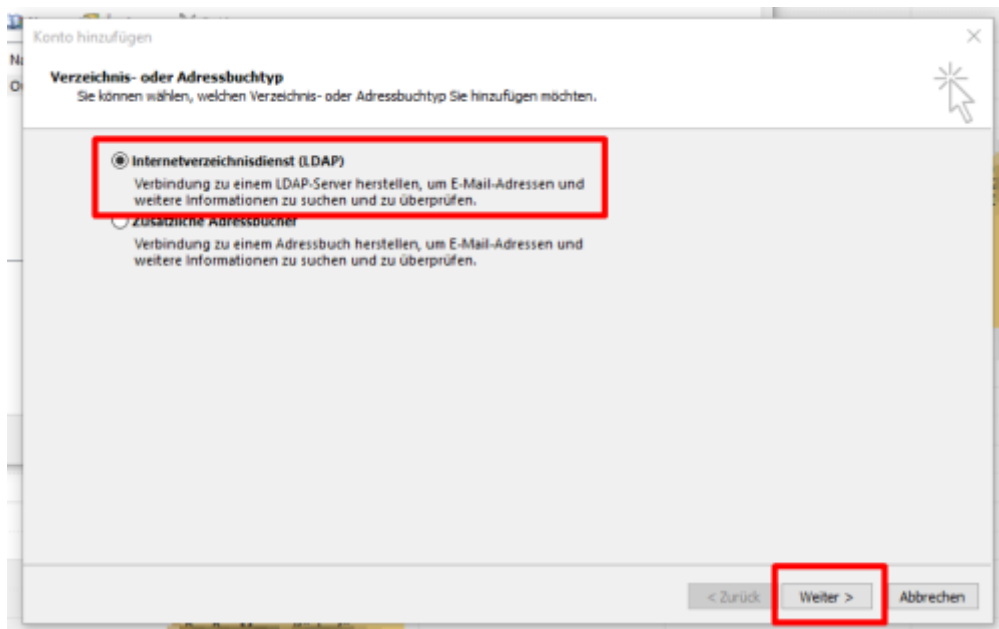 Konto hinzufügen
Verzeichnis- oder Adressbuchtyp
Sie können wählen, welchen Verzeichnis- oder Adressbuchtyp Sie hinzufügen möchten.
Internetverzeichnisdienst (LDAP)
Verbindung zu einem LDAP-Server herstellen, um E-Mail-Adressen und
weitere Informationen zu suchen und zu überprüfen.
Zusätzliche Adressbücher
Verbindung zu einem Adressbuch herstellen, um E-Mail-Adressen und
weitere Informationen zu suchen und zu überprüfen.
< Zurück Weiter > Abbrechen